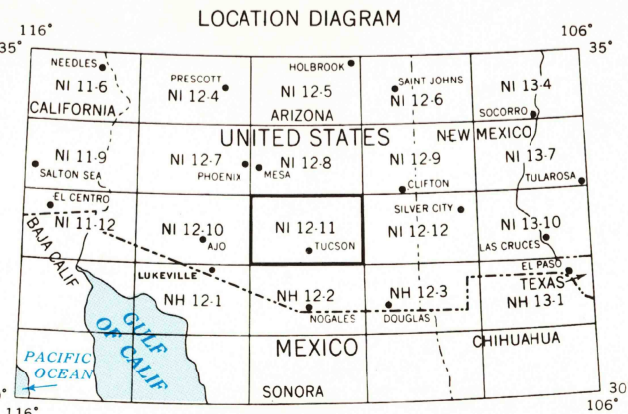 LOCATION DIAGRAM
116° 106°
35° 35°
NEEDLES
NI 11-6
CALIFORNIA
PRESCOTT
NI 12-4
HOLBROOK
NI 12-5
ARIZONA
SAINT JOHNS
NI 12-6
NI 13-4
SOCORRO
UNITED STATES
NEW MEXICO
NI 11-9
SALTON SEA
NI 12-7
PHOENIX
MESA
NI 12-8
NI 12-9
CLIFTON
NI 13-7
TULAROSA
EL CENTRO
NI 11-12
BAJA CALIF
NI 12-10
AJO
NI 12-11
TUCSON
SILVER CITY
NI 12-12
NI 13-10
LAS CRUCES
LUKEVILLE
NH 12-1
NH 12-2
NOGALES
NH 12-3
DOUGLAS
EL PASO
TEXAS
NH 13-1
GULF
OF CALIF
MEXICO
CHIHUAHUA
PACIFIC
OCEAN
SONORA
30
116° 106°